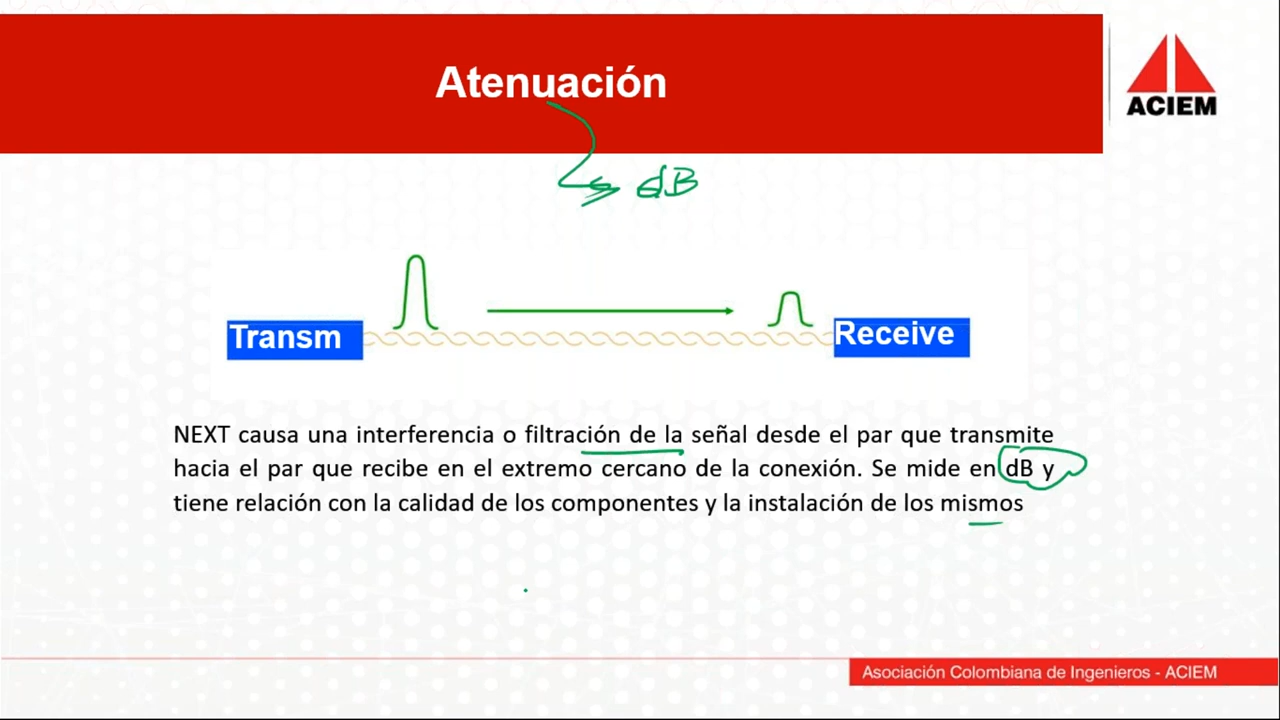 Atenuación
ACIEM
dB
Transm
Receive
NEXT causa una interferencia o filtración de la señal desde el par que transmite
hacia el par que recibe en el extremo cercano de la conexión. Se mide en dB y
tiene relación con la calidad de los componentes y la instalación de los mismos
Asociación Colombiana de Ingenieros - ACIEM